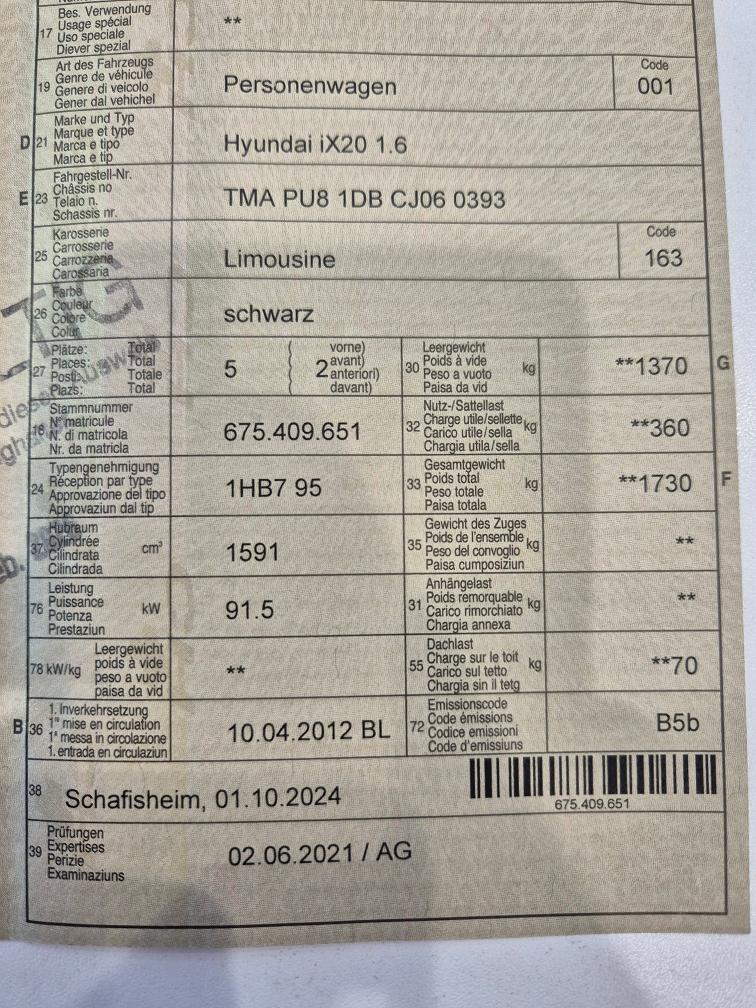 Bes. Verwendung
Usage spécial
17 Uso speciale **
Diever spezial
Art des Fahrzeugs
Genre de véhicule
19 Genere di veicolo Personenwagen Code 001
Gener dal vehichel
Marke und Typ
Marque et type
D 21 Marca e tipo Hyundai iX20 1.6
Marca e tip
Fahrgestell-Nr.
Châssis no
E 23 Telaio n. TMA PU8 1DB CJ06 0393
Schassis nr.
Karosserie
Carrosserie
25 Carrozzeria Limousine Code 163
Carossaria
Farbe
Couleur
26 Colore schwarz
Colur
Plätze: Total
Places: Total
27 Posti: Totale 5
Plazs: Total
vorne)
avant)
2 anteriori)
davant)
Leergewicht
Poids à vide
30 Peso a vuoto kg **1370 G
Paisa da vid
Stammnummer
N° matricule
18 N. di matricola 675.409.651
Nr. da matricla
Nutz-/Sattellast
Charge utile/sellette
32 Carico utile/sella kg **360
Chargia utila/sella
Typengenehmigung
Réception par type
24 Approvazione del tipo 1HB7 95
Approvaziun dal tip
Gesamtgewicht
Poids total
33 Peso totale kg **1730 F
Paisa totala
Hubraum
Cylindrée
37 Cilindrata cm³ 1591
Cilindrada
Gewicht des Zuges
Poids de l'ensemble
35 Peso del convoglio kg **
Paisa cumposiziun
Leistung
Puissance
76 Potenza kW 91.5
Prestaziun
Anhängelast
Poids remorquable
31 Carico rimorchiato kg **
Chargia annexa
Leergewicht
78 kW/kg poids à vide **
peso a vuoto
paisa da vid
Dachlast
Charge sur le toit
55 Carico sul tetto kg **70
Chargia sin il tetg
1. Inverkehrsetzung
1re mise en circulation
B 36 1a messa in circolazione 10.04.2012 BL
1. entrada en circulaziun
Emissionscode
Code émissions
72 Codice emissioni B5b
Code d'emissiuns
38 Schafisheim, 01.10.2024
675.409.651
Prüfungen
Expertises
39 Perizie 02.06.2021 / AG
Examinaziuns